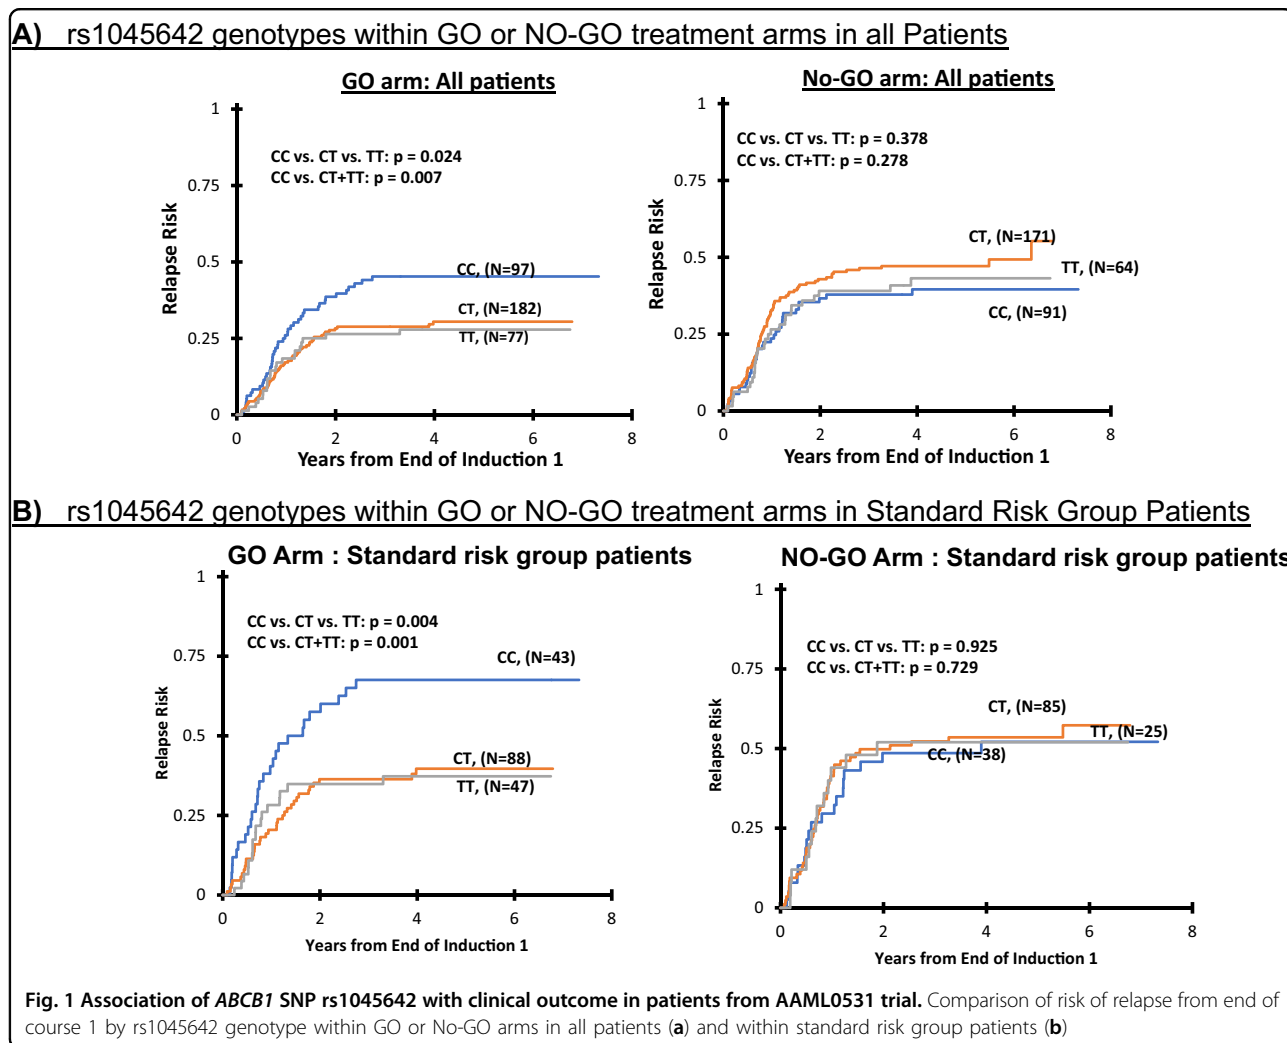 A) rs1045642 genotypes within GO or NO-GO treatment arms in all Patients
GO arm: All patients
1
0.75
0.5
0.25
0
Relapse Risk
CC vs. CT vs. TT: p = 0.024
CC vs. CT+TT: p = 0.007
CC, (N=97)
CT, (N=182)
TT, (N=77)
0 2 4 6 8
Years from End of Induction 1
No-GO arm: All patients
1
0.75
0.5
0.25
0
Relapse Risk
CC vs. CT vs. TT: p = 0.378
CC vs. CT+TT: p = 0.278
CT, (N=171)
TT, (N=64)
CC, (N=91)
0 2 4 6 8
Years from End of Induction 1
B) rs1045642 genotypes within GO or NO-GO treatment arms in Standard Risk Group Patients
GO Arm : Standard risk group patients
1
0.75
0.5
0.25
0
Relapse Risk
CC vs. CT vs. TT: p = 0.004
CC vs. CT+TT: p = 0.001
CC, (N=43)
CT, (N=88)
TT, (N=47)
0 2 4 6 8
Years from End of Induction 1
NO-GO Arm : Standard risk group patients
1
0.75
0.5
0.25
0
Relapse Risk
CC vs. CT vs. TT: p = 0.925
CC vs. CT+TT: p = 0.729
CT, (N=85)
TT, (N=25)
CC, (N=38)
0 2 4 6 8
Years from End of Induction 1
Fig. 1 Association of ABCB1 SNP rs1045642 with clinical outcome in patients from AAML0531 trial. Comparison of risk of relapse from end of
course 1 by rs1045642 genotype within GO or No-GO arms in all patients (a) and within standard risk group patients (b)